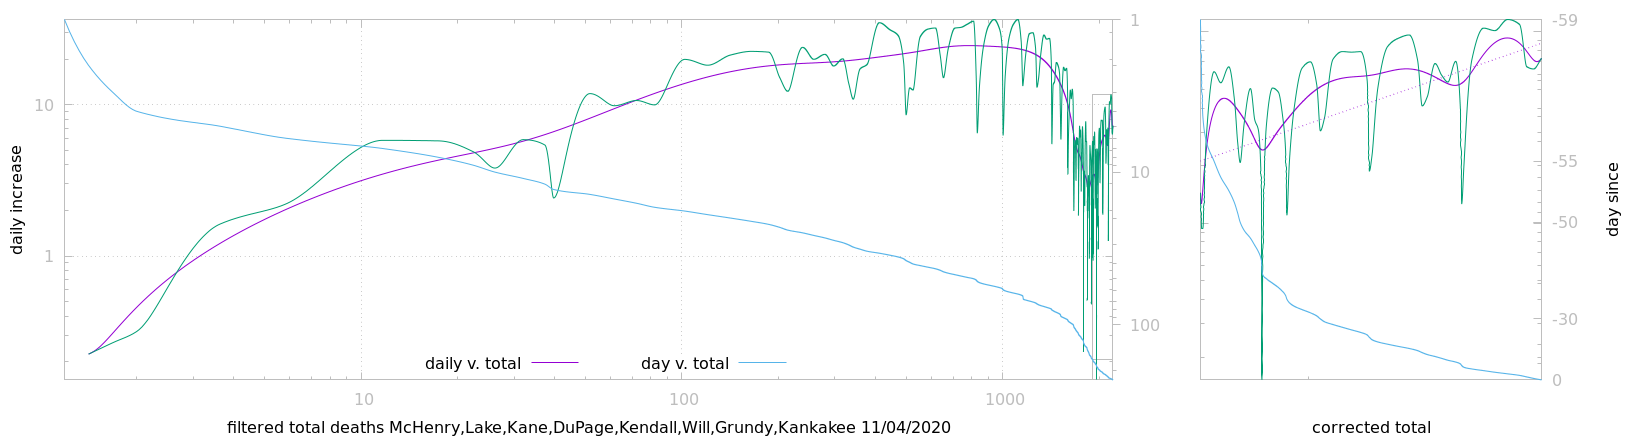 1
-59
10
daily increase
10
-55
day since
-50
1
100
-30
daily v. total
day v. total
0
10
100
1000
filtered total deaths McHenry,Lake,Kane,DuPage,Kendall,Will,Grundy,Kankakee 11/04/2020
corrected total